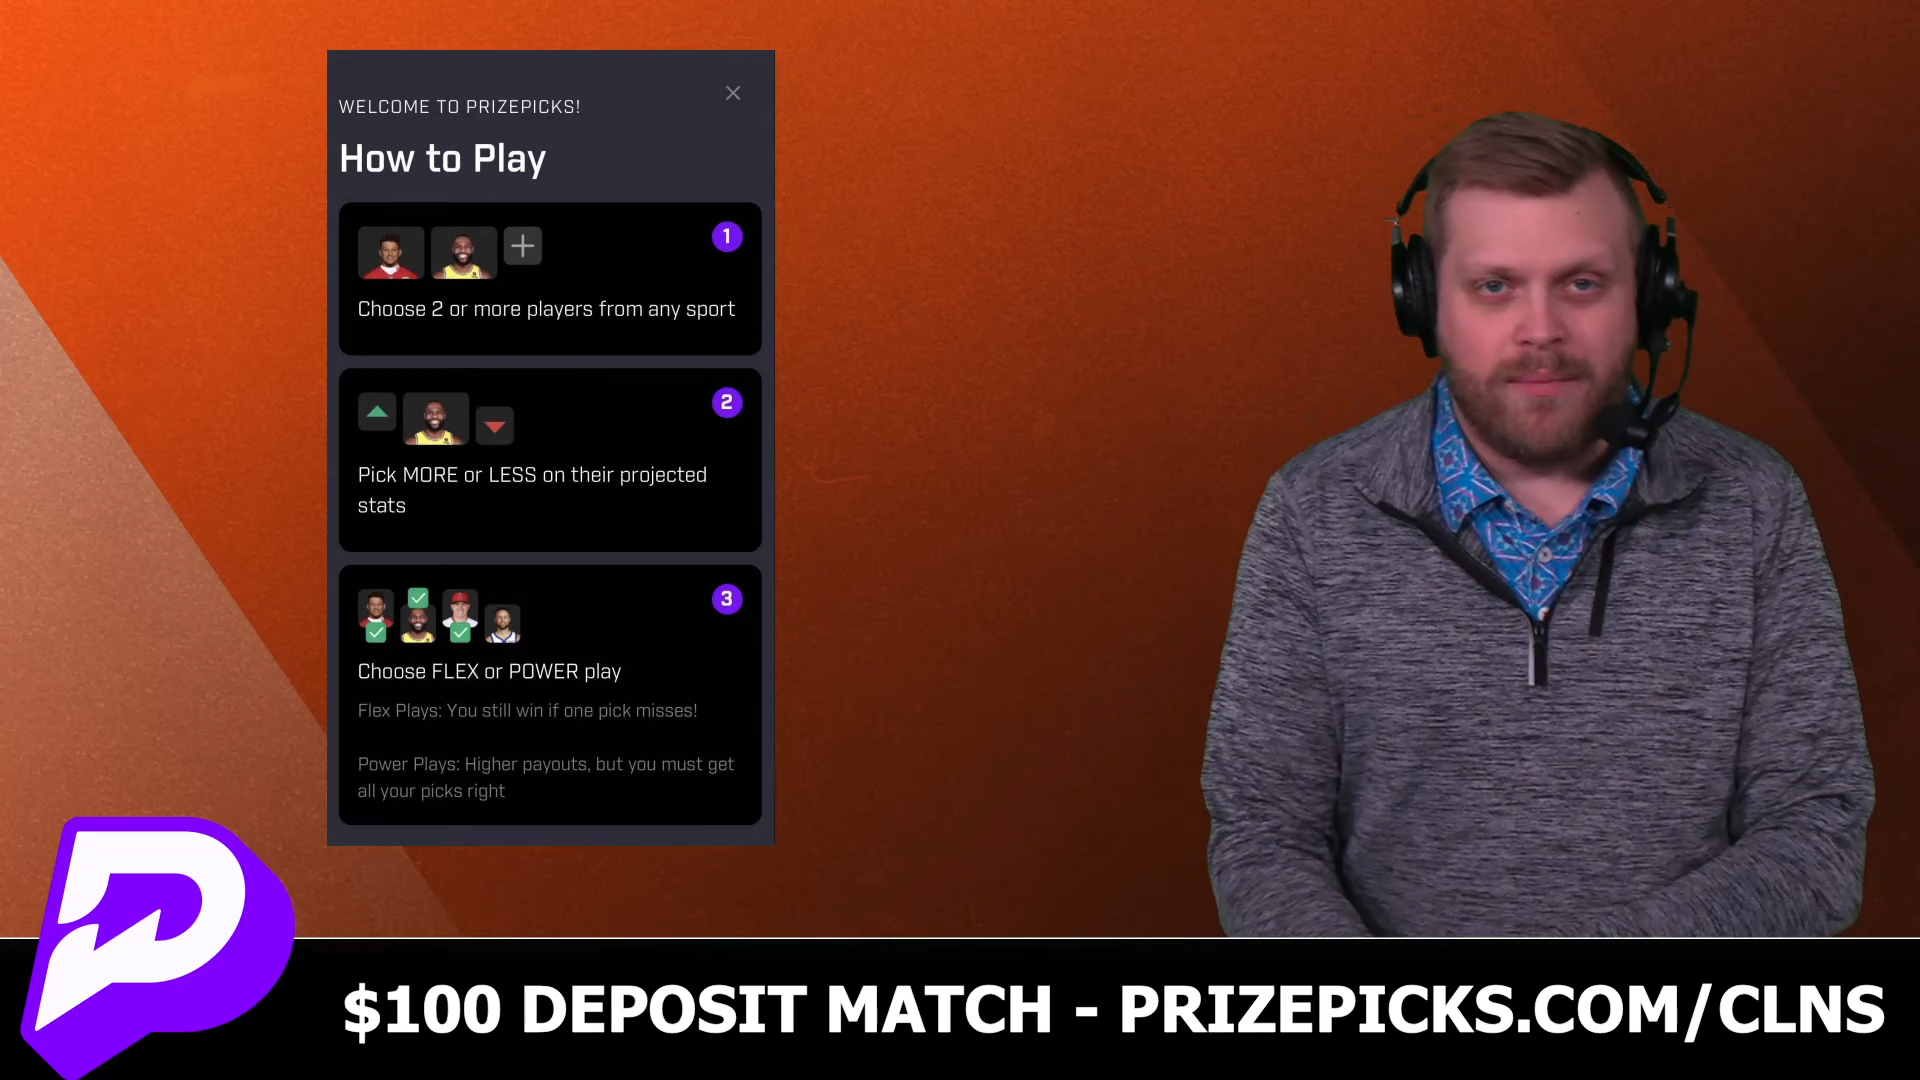 WELCOME TO PRIZEPICKS!
How to Play
1
Choose 2 or more players from any sport
2
Pick MORE or LESS on their projected
stats
3
Choose FLEX or POWER play
Flex Plays: You still win if one pick misses!
Power Plays: Higher payouts, but you must get
all your picks right
$100 DEPOSIT MATCH - PRIZEPICKS.COM/CLNS